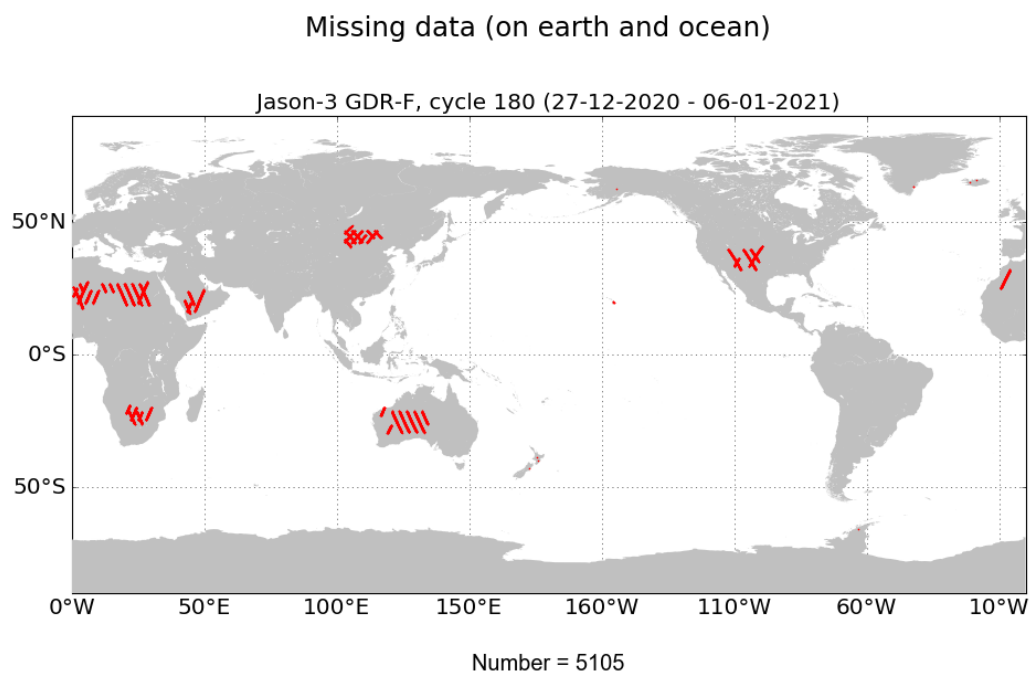 Missing data (on earth and ocean)
Jason-3 GDR-F, cycle 180 (27-12-2020 - 06-01-2021)
50°N
0°S
50°S
0°W 50°E 100°E 150°E 160°W 110°W 60°W 10°W
Number = 5105